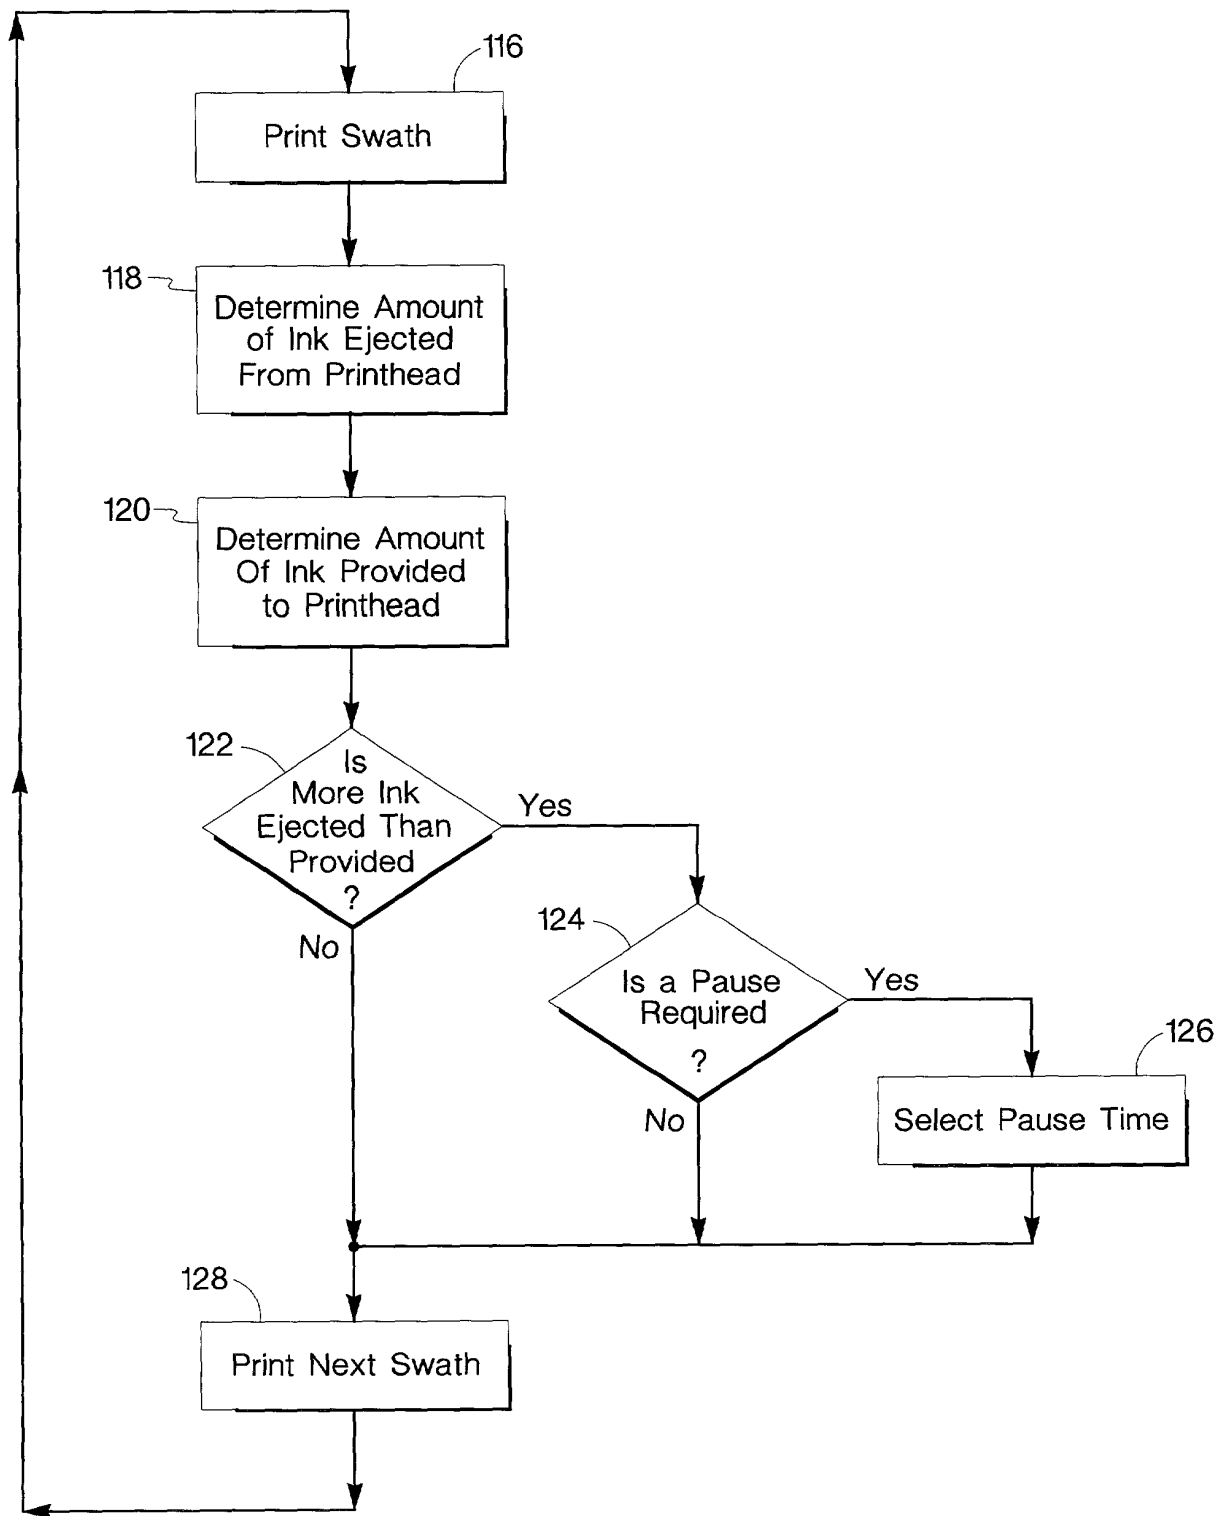 116
Print Swath
118
Determine Amount
of Ink Ejected
From Printhead
120
Determine Amount
Of Ink Provided
to Printhead
122
Is
More Ink
Ejected Than
Provided
?
Yes
No
124
Is a Pause
Required
?
Yes
No
126
Select Pause Time
128
Print Next Swath